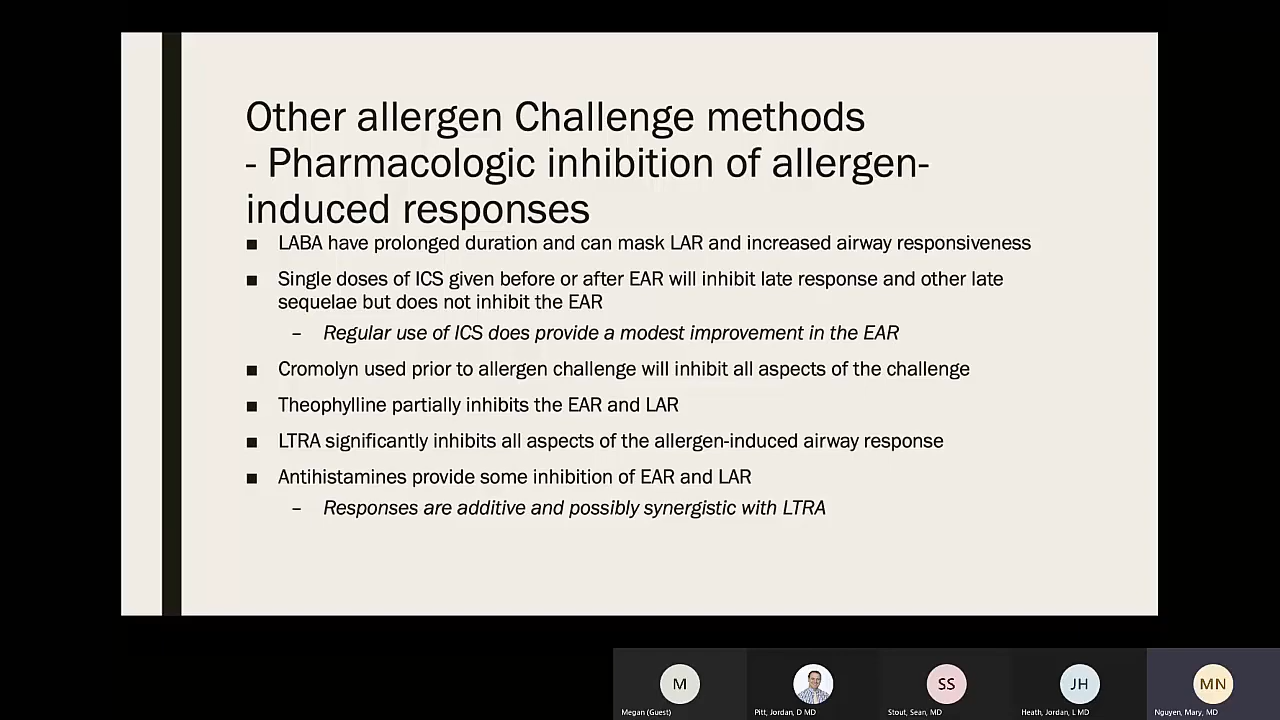 Other allergen Challenge methods
- Pharmacologic inhibition of allergen-
induced responses
■ LABA have prolonged duration and can mask LAR and increased airway responsiveness
■ Single doses of ICS given before or after EAR will inhibit late response and other late
sequelae but does not inhibit the EAR
– Regular use of ICS does provide a modest improvement in the EAR
■ Cromolyn used prior to allergen challenge will inhibit all aspects of the challenge
■ Theophylline partially inhibits the EAR and LAR
■ LTRA significantly inhibits all aspects of the allergen-induced airway response
■ Antihistamines provide some inhibition of EAR and LAR
– Responses are additive and possibly synergistic with LTRA
M
SS
JH
MN
Megan (Guest)
Pitt, Jordan, D MD
Stout, Sean, MD
Heath, Jordan, L MD
Nguyen, Mary, MD